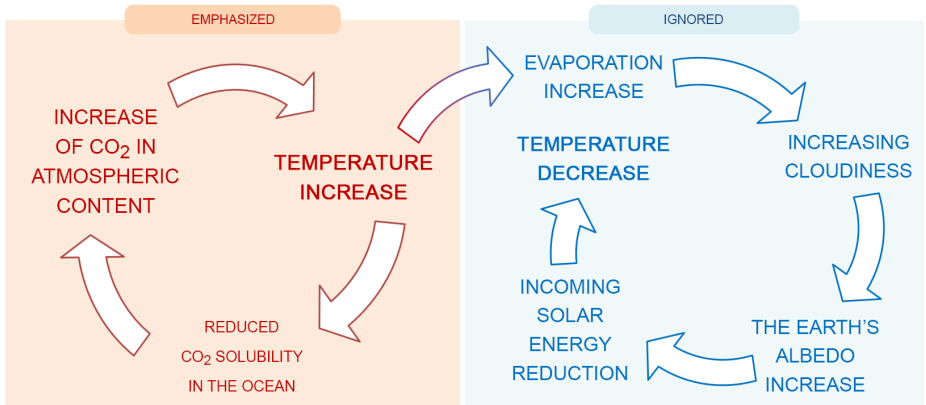 EMPHASIZED
INCREASE
OF CO₂ IN
ATMOSPHERIC
CONTENT
TEMPERATURE
INCREASE
REDUCED
CO₂ SOLUBILITY
IN THE OCEAN
IGNORED
EVAPORATION
INCREASE
INCREASING
CLOUDINESS
THE EARTH'S
ALBEDO
INCREASE
INCOMING
SOLAR
ENERGY
REDUCTION
TEMPERATURE
DECREASE